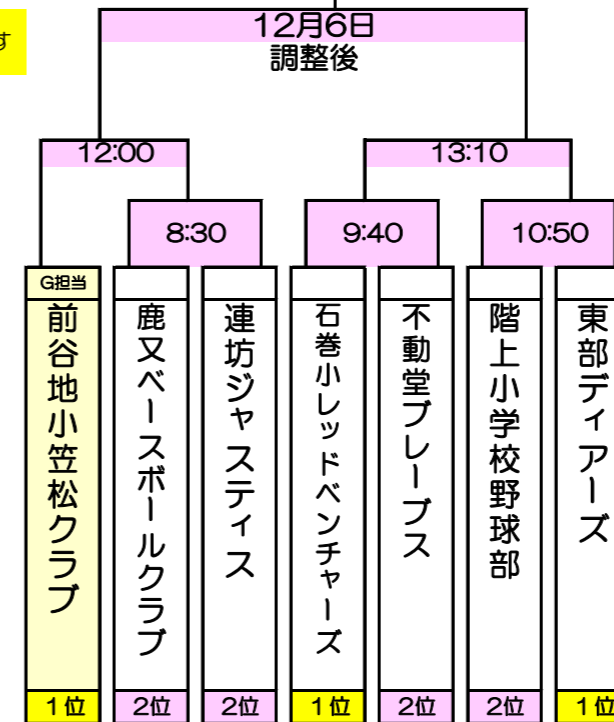 す
12月6日
調整後
12:00
13:10
8:30
9:40
10:50
G担当
前谷地小笠松クラブ
鹿又ベースボールクラブ
連坊ジャスティス
石巻小レッドベンチャーズ
不動堂ブレーブス
階上小学校野球部
東部ディアーズ
1位
2位
2位
1位
2位
2位
1位